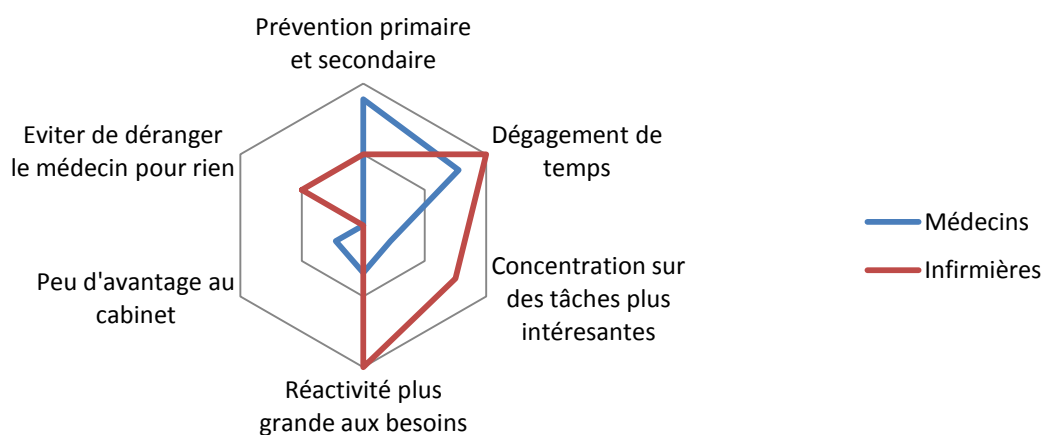 Prévention primaire
et secondaire
Eviter de déranger
le médecin pour rien
Dégagement de
temps
Médecins
Infirmières
Peu d'avantage au
cabinet
Concentration sur
des tâches plus
intéressantes
Réactivité plus
grande aux besoins